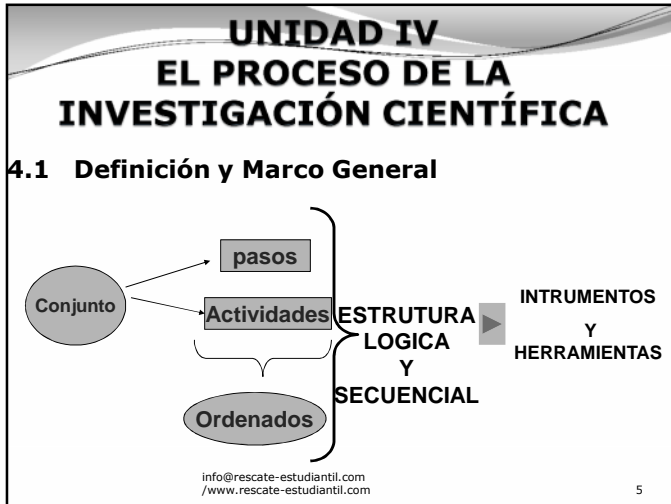 UNIDAD IV
EL PROCESO DE LA
INVESTIGACIÓN CIENTÍFICA
4.1 Definición y Marco General
Conjunto
pasos
Actividades
Ordenados
ESTRUTURA
LOGICA
Y
SECUENCIAL
INTRUMENTOS
Y
HERRAMIENTAS
info@rescate-estudiantil.com
/www.rescate-estudiantil.com
5